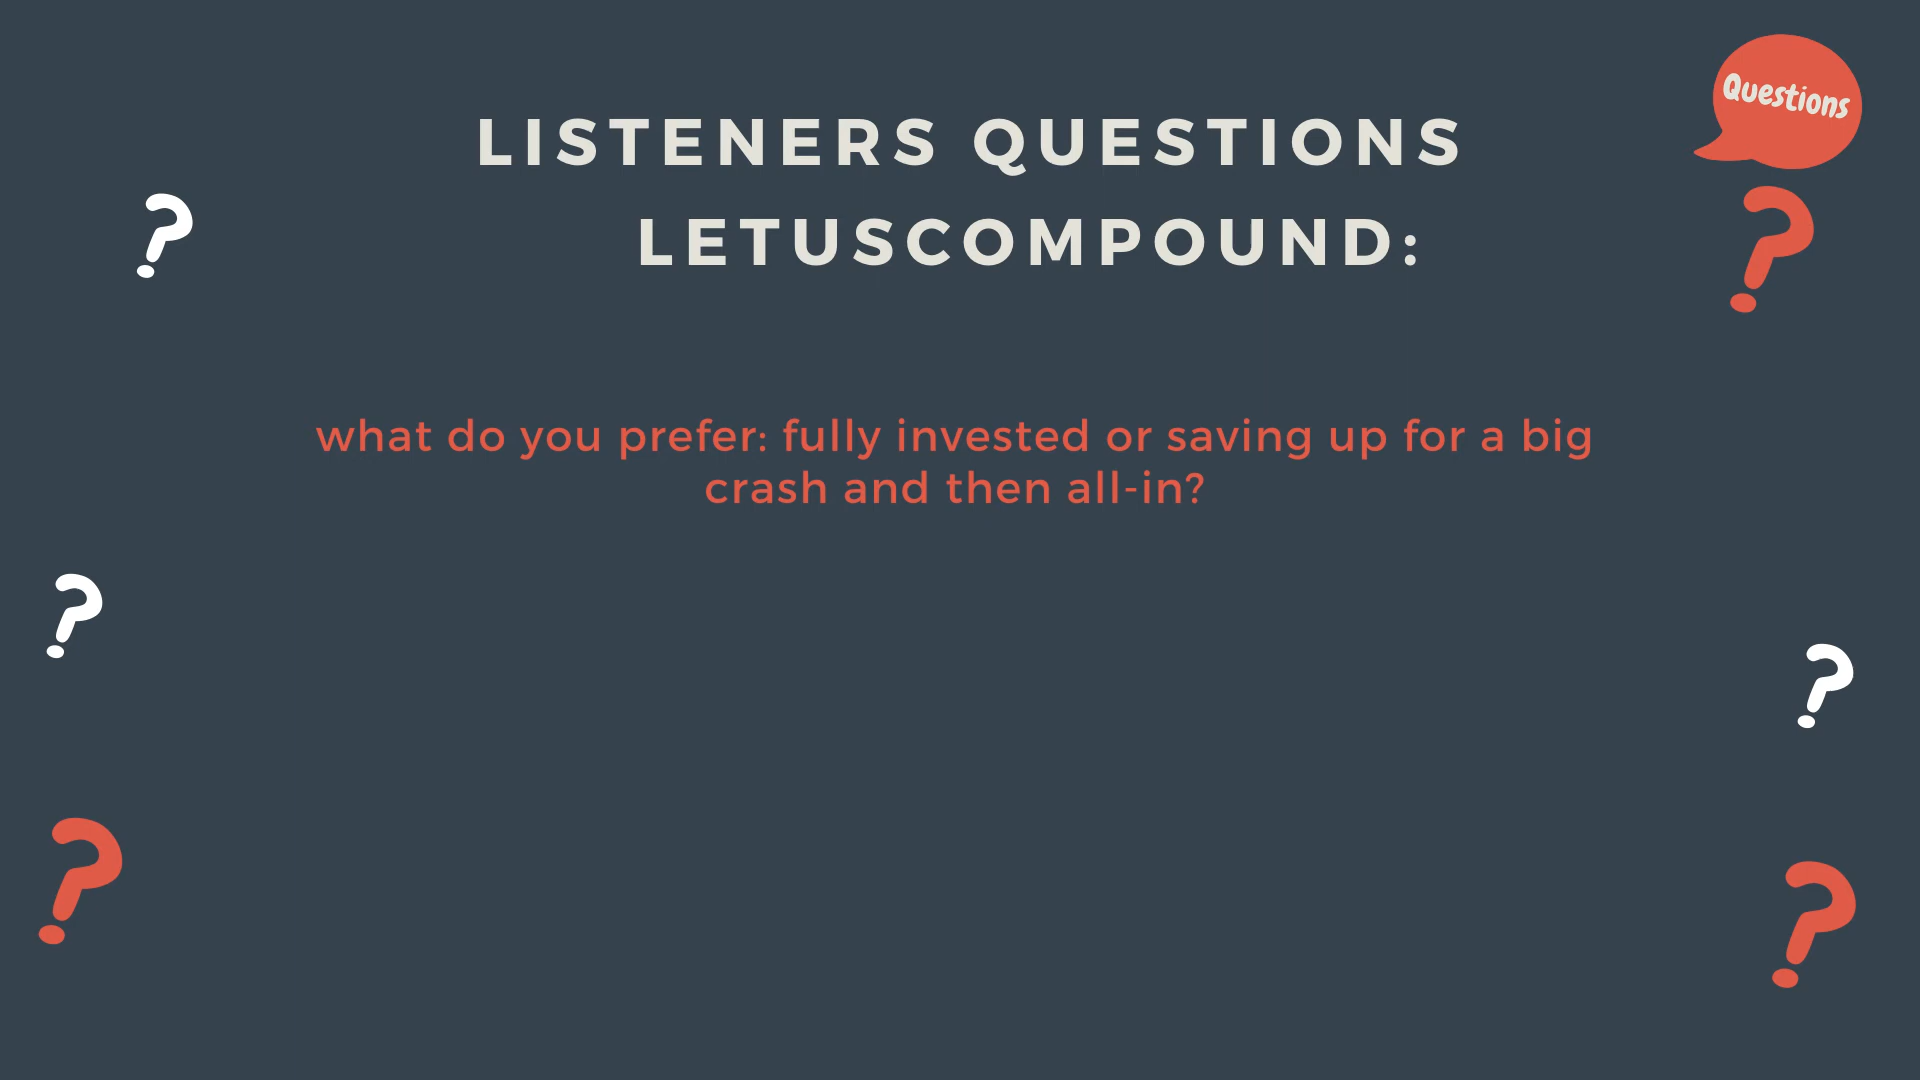 Questions
LISTENERS QUESTIONS
LETUSCOMPOUND:
what do you prefer: fully invested or saving up for a big
crash and then all-in?